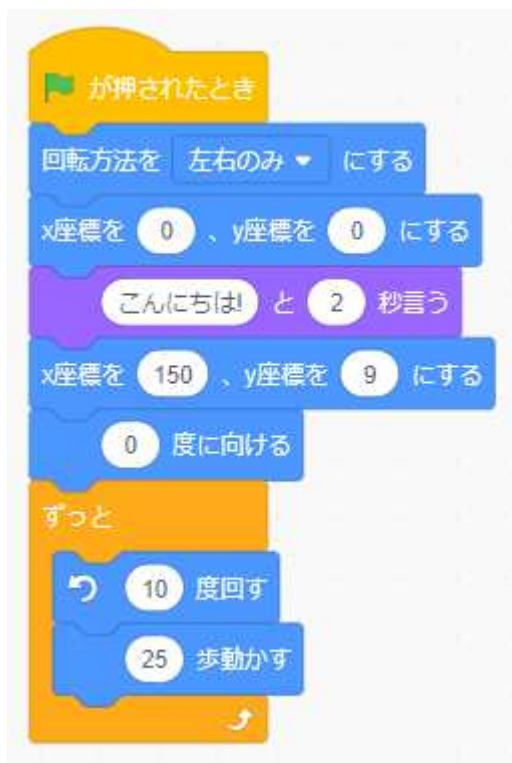 が押されたとき
回転方法を 左右のみ にする
x座標を 0 、y座標を 0 にする
こんにちは! と 2 秒言う
x座標を 150 、y座標を 9 にする
0 度に向ける
ずっと
10 度回す
25 歩動かす